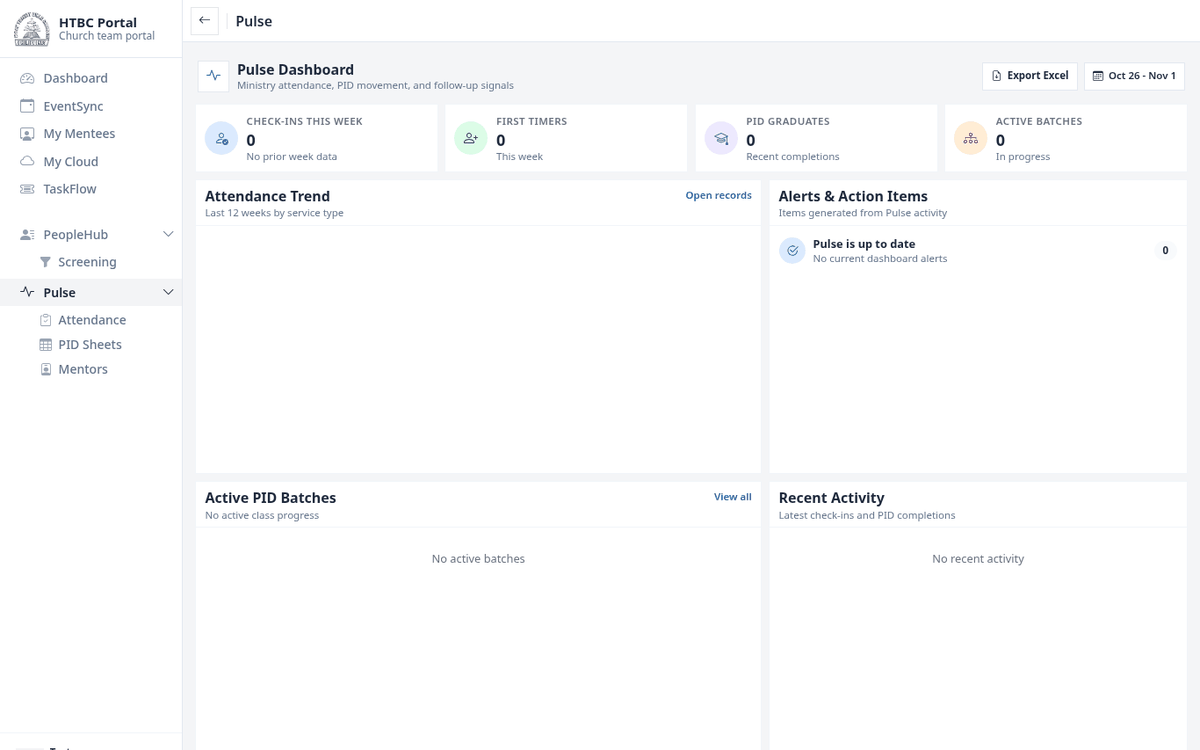 HTBC Portal
Church team portal
Dashboard
EventSync
My Mentees
My Cloud
TaskFlow
PeopleHub
Screening
Pulse
Attendance
PID Sheets
Mentors
Pulse
Pulse Dashboard
Ministry attendance, PID movement, and follow-up signals
Export Excel
Oct 26 - Nov 1
CHECK-INS THIS WEEK
0
No prior week data
FIRST TIMERS
0
This week
PID GRADUATES
0
Recent completions
ACTIVE BATCHES
0
In progress
Attendance Trend
Open records
Last 12 weeks by service type
Alerts & Action Items
Items generated from Pulse activity
Pulse is up to date
No current dashboard alerts
0
Active PID Batches
View all
No active class progress
No active batches
Recent Activity
Latest check-ins and PID completions
No recent activity